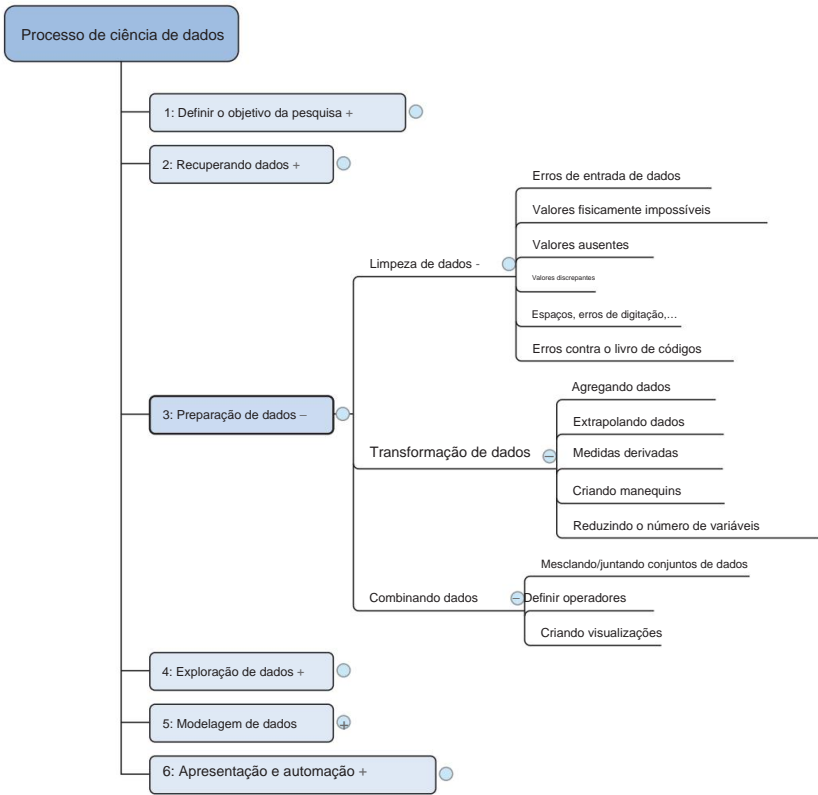 Processo de ciência de dados
1: Definir o objetivo da pesquisa +
2: Recuperando dados +
3: Preparação de dados –
Limpeza de dados -
Erros de entrada de dados
Valores fisicamente impossíveis
Valores ausentes
Valores discrepantes
Espaços, erros de digitação,…
Erros contra o livro de códigos
Transformação de dados –
Agregando dados
Extrapolando dados
Medidas derivadas
Criando manequins
Reduzindo o número de variáveis
Combinando dados –
Mesclando/juntando conjuntos de dados
Definir operadores
Criando visualizações
4: Exploração de dados +
5: Modelagem de dados +
6: Apresentação e automação +